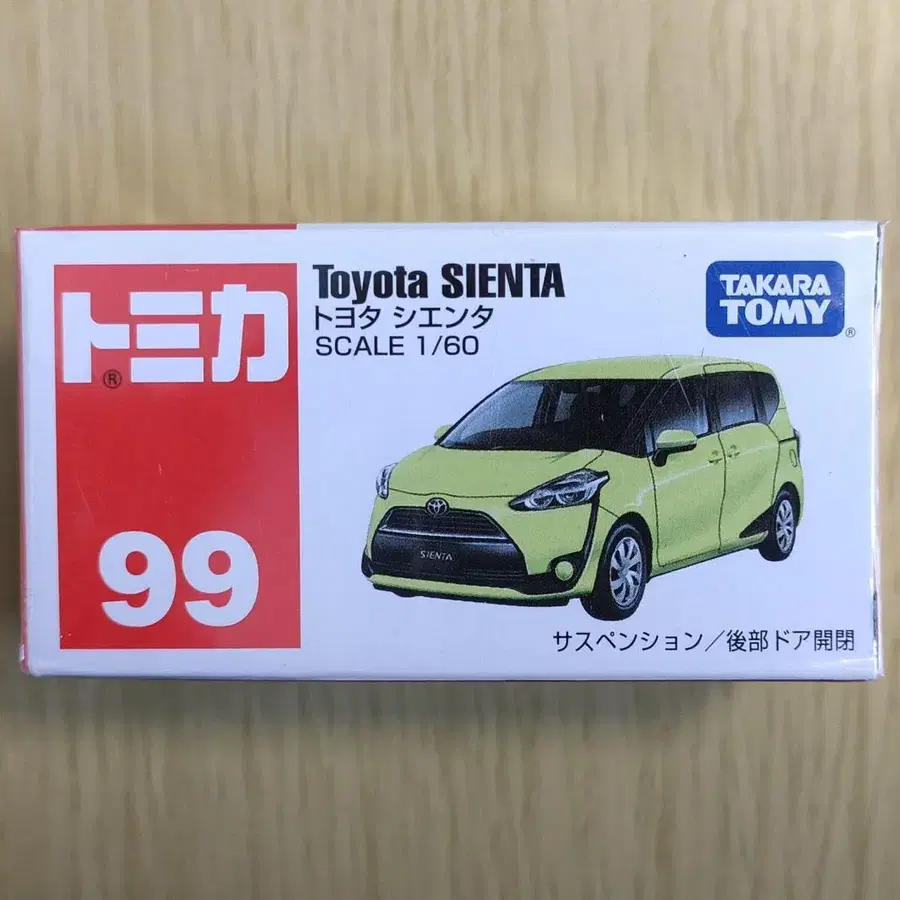 トミカ
®
99
Toyota SIENTA
トヨタ シエンタ
SCALE 1/60
TAKARA
TOMY
®
SIENTA
サスペンション/後部ドア開閉